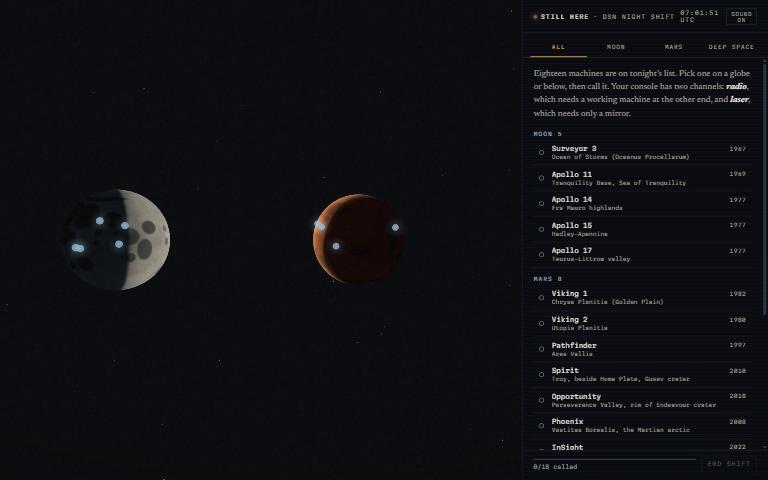 STILL HERE · DSN NIGHT SHIFT
07:01:51 UTC
SOUND ON
ALL
MOON
MARS
DEEP SPACE
Eighteen machines are on tonight's list. Pick one on a globe
or below, then call it. Your console has two channels: radio,
which needs a working machine at the other end, and laser,
which needs only a mirror.
MOON 5
Surveyor 3 1967
Ocean of Storms (Oceanus Procellarum)
Apollo 11 1969
Tranquility Base, Sea of Tranquility
Apollo 14 1977
Fra Mauro highlands
Apollo 15 1977
Hadley-Apennine
Apollo 17 1977
Taurus-Littrow valley
MARS 8
Viking 1 1982
Chryse Planitia (Golden Plain)
Viking 2 1980
Utopia Planitia
Pathfinder 1997
Ares Vallis
Spirit 2010
Troy, beside Home Plate, Gusev crater
Opportunity 2018
Perseverance Valley, rim of Endeavour crater
Phoenix 2008
Vastitas Borealis, the Martian arctic
InSight 2022
0/18 called
END SHIFT